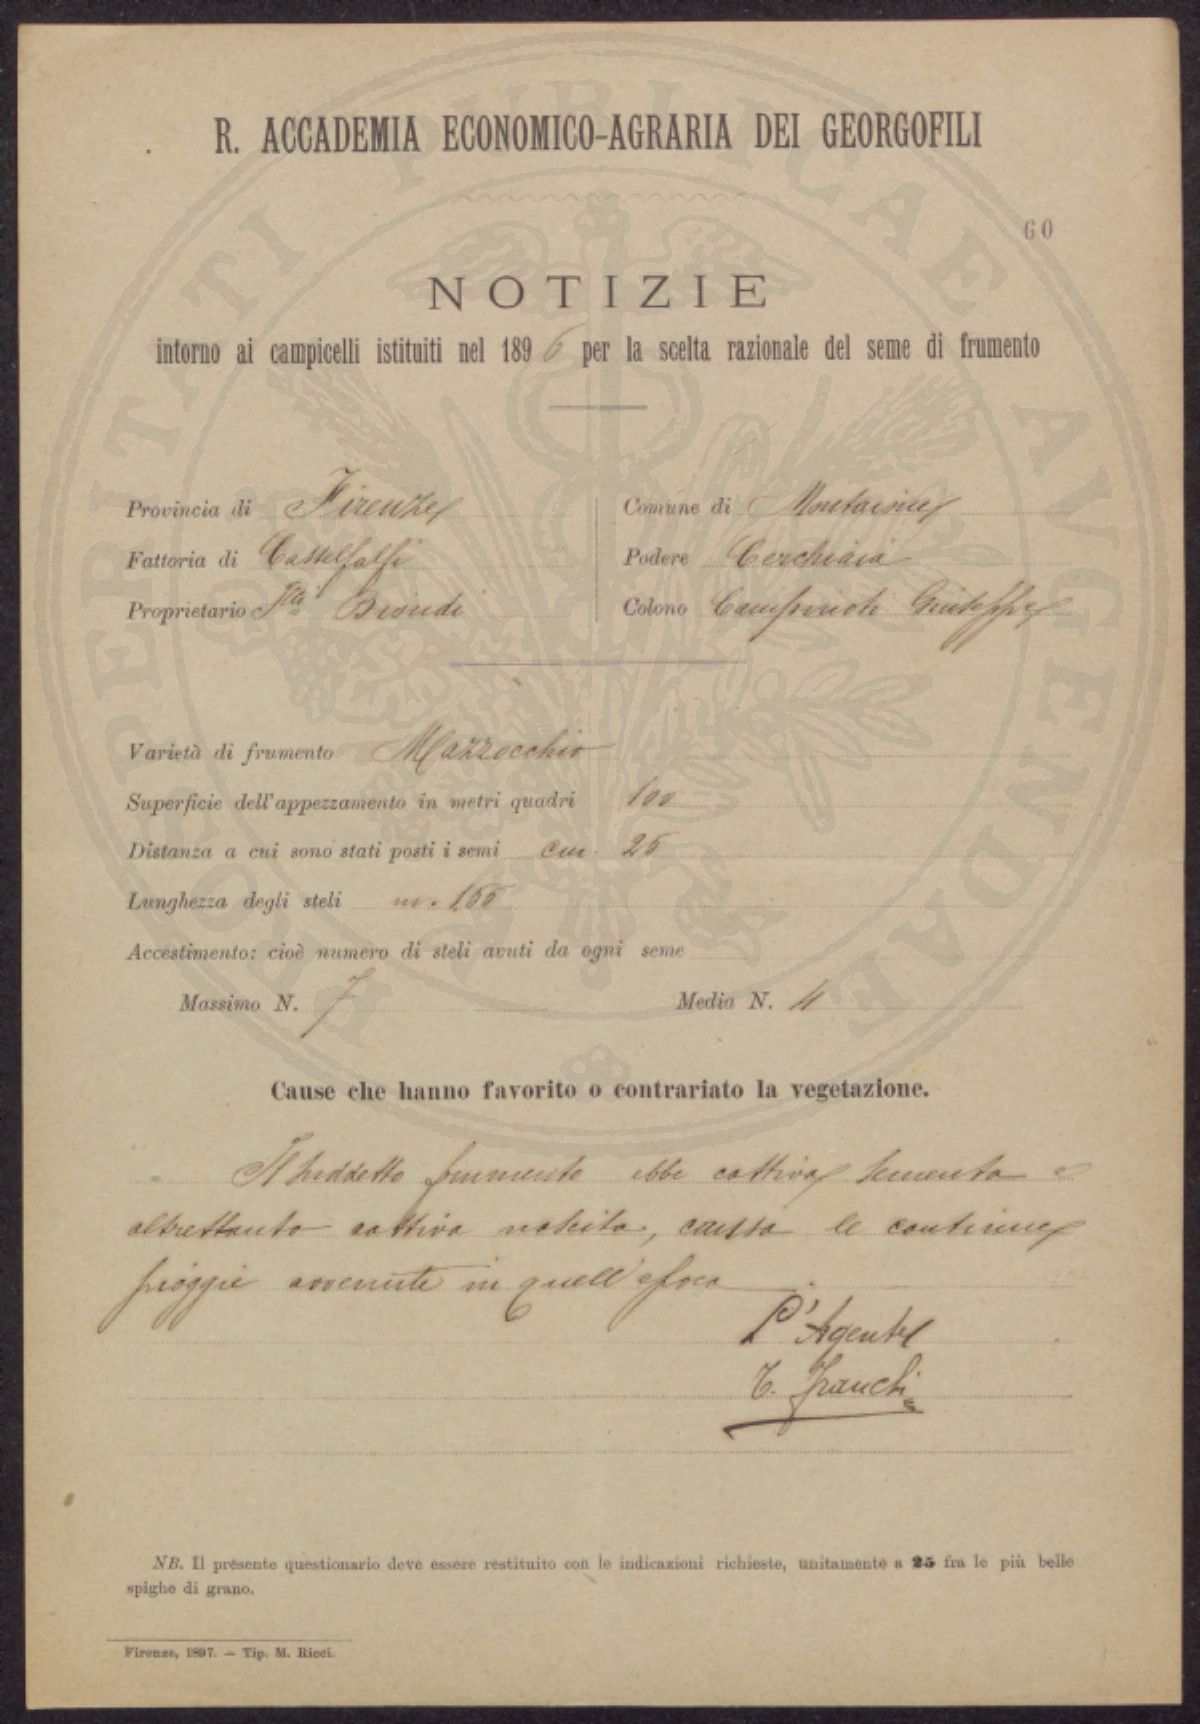 R. ACCADEMIA ECONOMICO-AGRARIA DEI GEORGOFILI
60
NOTIZIE
intorno ai campicelli istituiti nel 1896 per la scelta razionale del seme di frumento
Provincia di Firenze
Comune di Montaione
Fattoria di Castelfalfi
Podere Cerchiaia
Proprietario Biondi
Colono Giuseppe
Varietà di frumento Mazzocchio
Superficie dell'appezzamento in metri quadri 100
Distanza a cui sono stati posti i semi cm. 25
Lunghezza degli steli m. 1,55
Accestimento: cioè numero di steli avuti da ogni seme
Massimo N. 7 Media N. 4
Cause che hanno favorito o contrariato la vegetazione.
Il suddetto frumento ebbe cattiva sementa e
altrettanto cattiva nascita, causa le continue
pioggie avvenute in quell'epoca
L'Agente
T. Franchi
NB. Il presente questionario deve essere restituito con le indicazioni richieste, unitamente a 25 fra le più belle
spighe di grano.
Firenze, 1897. — Tip. M. Ricci.
PROSPERITATI PUBLICAE AVGENDAE